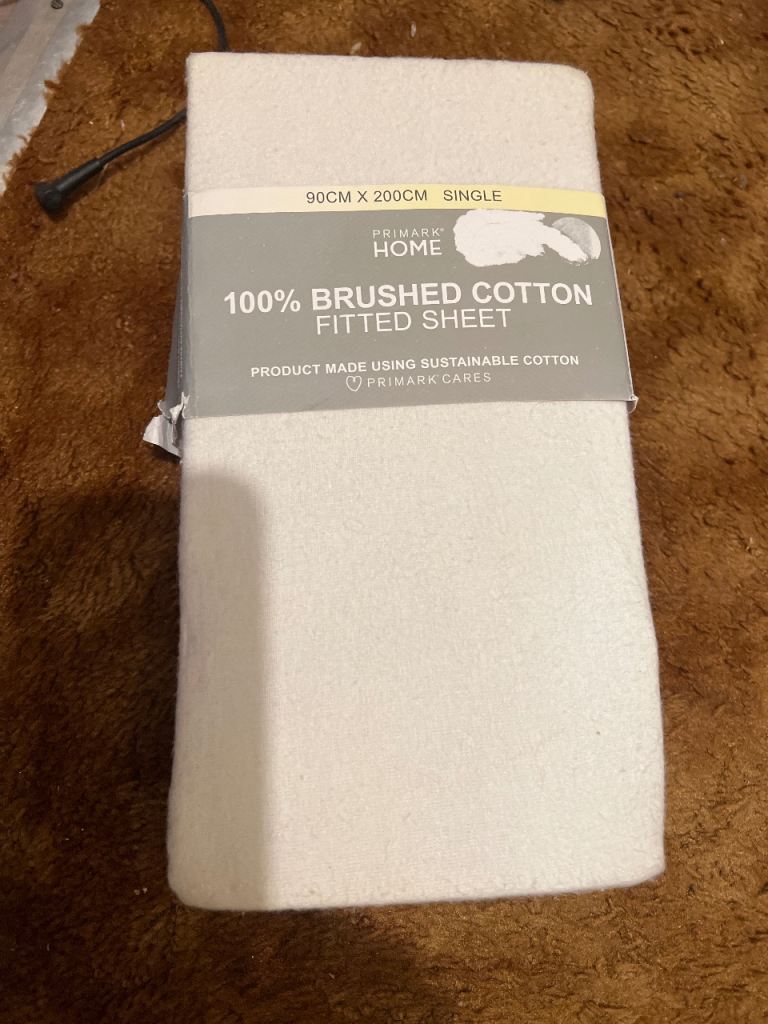 90CM X 200CM SINGLE
PRIMARK®
HOME
100% BRUSHED COTTON
FITTED SHEET
PRODUCT MADE USING SUSTAINABLE COTTON
PRIMARK® CARES